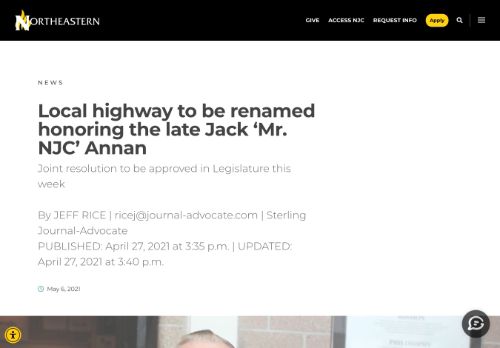 NORTHEASTERN
GIVE ACCESS NJC REQUEST INFO Apply
NEWS
Local highway to be renamed
honoring the late Jack ‘Mr.
NJC’ Annan
Joint resolution to be approved in Legislature this
week
By JEFF RICE | ricej@journal-advocate.com | Sterling
Journal-Advocate
PUBLISHED: April 27, 2021 at 3:35 p.m. | UPDATED:
April 27, 2021 at 3:40 p.m.
May 6, 2021